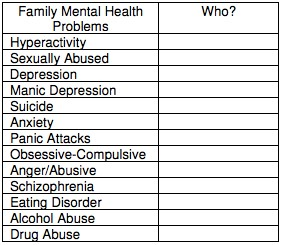 Family Mental Health Who?
Problems
Hyperactivity
Sexually Abused
Depression
Manic Depression
Suicide
Anxiety
Panic Attacks
Obsessive-Compulsive
Anger/Abusive
Schizophrenia
Eating Disorder
Alcohol Abuse
Drug Abuse